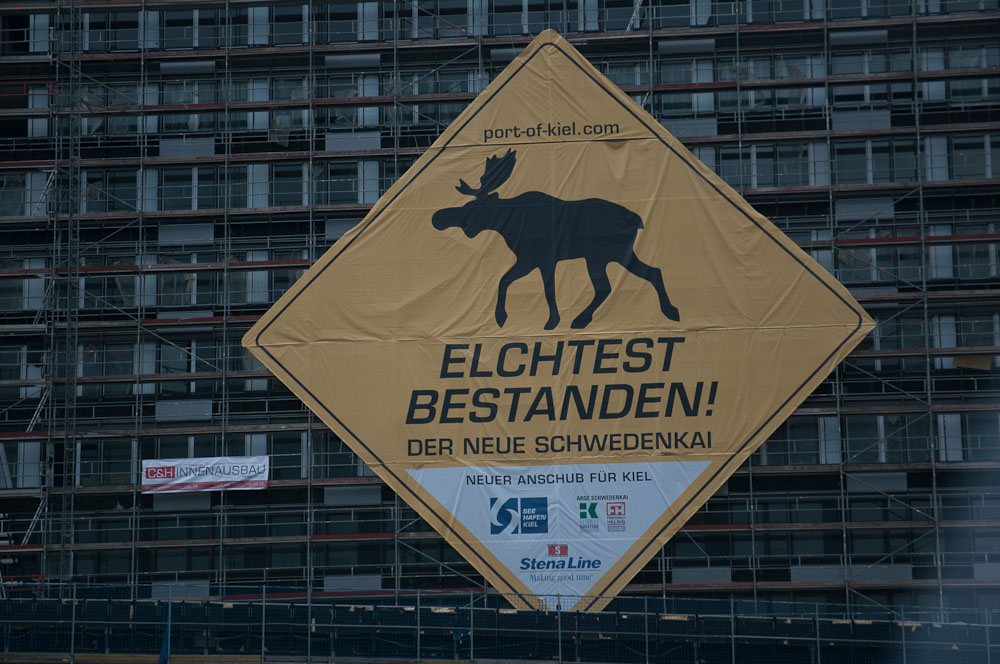 port-of-kiel.com
ELCHTEST
BESTANDEN!
DER NEUE SCHWEDENKAI
C&H INNENAUSBAU
NEUER ANSCHUB FÜR KIEL
SEE
HAFEN
KIEL
ARGE SCHWEDENKAI
Stena Line
Making good time